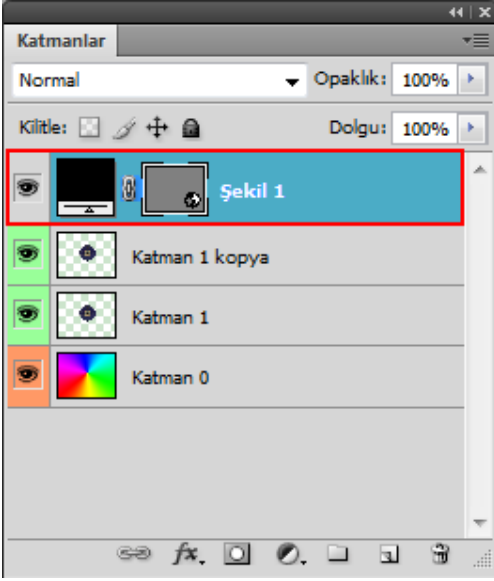 Katmanlar
Normal Opaklık: 100%
Kilitle: Dolgu: 100%
Şekil 1
Katman 1 kopya
Katman 1
Katman 0
fx.